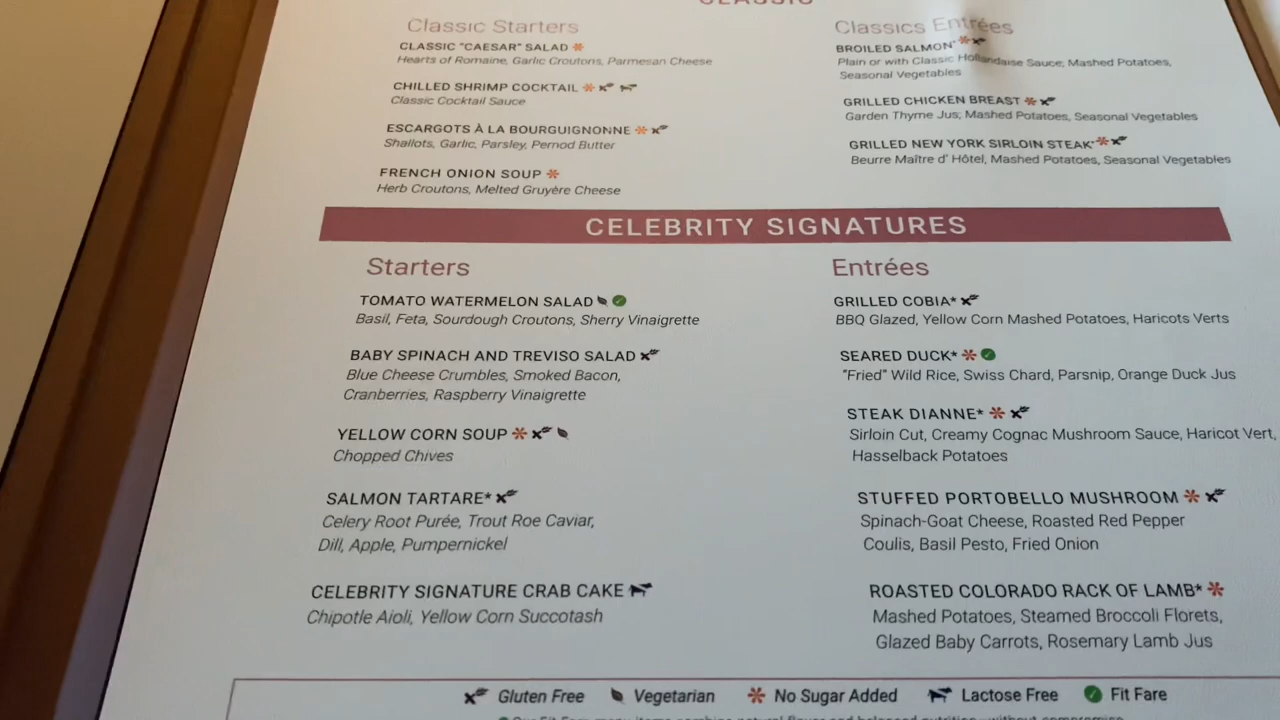 CLASSIC
Classic Starters
CLASSIC "CAESAR" SALAD
Hearts of Romaine, Garlic Croutons, Parmesan Cheese
CHILLED SHRIMP COCKTAIL
Classic Cocktail Sauce
ESCARGOTS À LA BOURGUIGNONNE
Shallots, Garlic, Parsley, Pernod Butter
FRENCH ONION SOUP
Herb Croutons, Melted Gruyère Cheese
Classics Entrées
BROILED SALMON*
Plain or with Classic Hollandaise Sauce, Mashed Potatoes,
Seasonal Vegetables
GRILLED CHICKEN BREAST
Garden Thyme Jus, Mashed Potatoes, Seasonal Vegetables
GRILLED NEW YORK SIRLOIN STEAK*
Beurre Maître d' Hôtel, Mashed Potatoes, Seasonal Vegetables
CELEBRITY SIGNATURES
Starters
TOMATO WATERMELON SALAD
Basil, Feta, Sourdough Croutons, Sherry Vinaigrette
BABY SPINACH AND TREVISO SALAD
Blue Cheese Crumbles, Smoked Bacon,
Cranberries, Raspberry Vinaigrette
YELLOW CORN SOUP
Chopped Chives
SALMON TARTARE*
Celery Root Purée, Trout Roe Caviar,
Dill, Apple, Pumpernickel
CELEBRITY SIGNATURE CRAB CAKE
Chipotle Aioli, Yellow Corn Succotash
Entrées
GRILLED COBIA*
BBQ Glazed, Yellow Corn Mashed Potatoes, Haricots Verts
SEARED DUCK*
"Fried" Wild Rice, Swiss Chard, Parsnip, Orange Duck Jus
STEAK DIANNE*
Sirloin Cut, Creamy Cognac Mushroom Sauce, Haricot Vert,
Hasselback Potatoes
STUFFED PORTOBELLO MUSHROOM
Spinach-Goat Cheese, Roasted Red Pepper
Coulis, Basil Pesto, Fried Onion
ROASTED COLORADO RACK OF LAMB*
Mashed Potatoes, Steamed Broccoli Florets,
Glazed Baby Carrots, Rosemary Lamb Jus
Gluten Free Vegetarian No Sugar Added Lactose Free Fit Fare